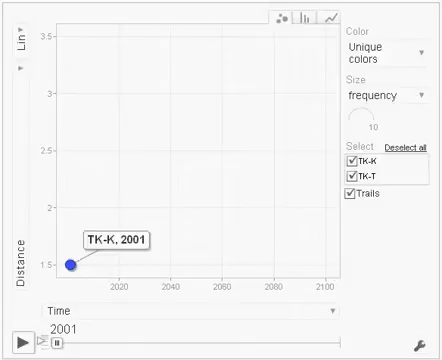 Lin
Distance
3.5
3
2.5
2
1.5
TK-K, 2001
2020
2040
2060
2080
2100
Time
2001
Color
Unique
colors
Size
frequency
10
Select Deselect all
TK-K
TK-T
Trails